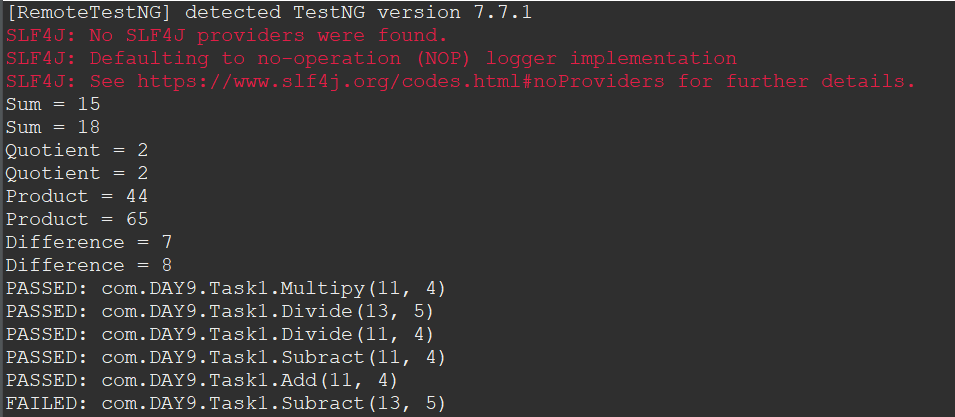 [RemoteTestNG] detected TestNG version 7.7.1
SLF4J: No SLF4J providers were found.
SLF4J: Defaulting to no-operation (NOP) logger implementation
SLF4J: See https://www.slf4j.org/codes.html#noProviders for further details.
Sum = 15
Sum = 18
Quotient = 2
Quotient = 2
Product = 44
Product = 65
Difference = 7
Difference = 8
PASSED: com.DAY9.Task1.Multipy(11, 4)
PASSED: com.DAY9.Task1.Divide(13, 5)
PASSED: com.DAY9.Task1.Divide(11, 4)
PASSED: com.DAY9.Task1.Subract(11, 4)
PASSED: com.DAY9.Task1.Add(11, 4)
FAILED: com.DAY9.Task1.Subract(13, 5)